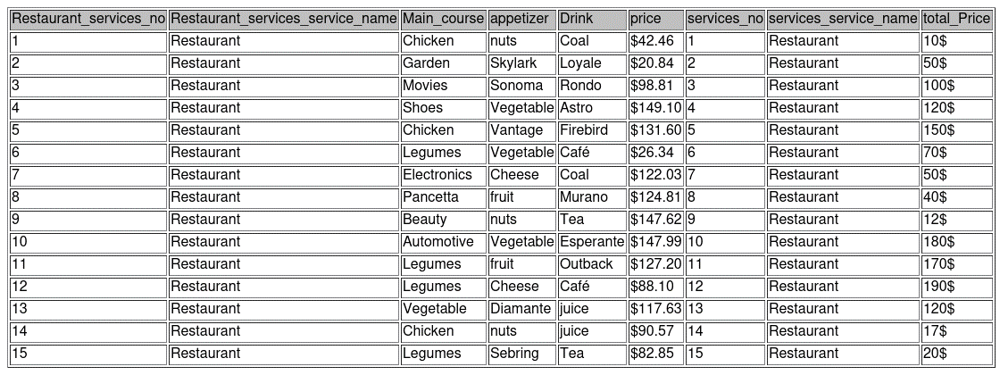 Restaurant_services_no Restaurant_services_service_name Main_course appetizer Drink price services_no services_service_name total_Price
1 Restaurant Chicken nuts Coal $42.46 1 Restaurant 10$
2 Restaurant Garden Skylark Loyale $20.84 2 Restaurant 50$
3 Restaurant Movies Sonoma Rondo $98.81 3 Restaurant 100$
4 Restaurant Shoes Vegetable Astro $149.10 4 Restaurant 120$
5 Restaurant Chicken Vantage Firebird $131.60 5 Restaurant 150$
6 Restaurant Legumes Vegetable Café $26.34 6 Restaurant 70$
7 Restaurant Electronics Cheese Coal $122.03 7 Restaurant 50$
8 Restaurant Pancetta fruit Murano $124.81 8 Restaurant 40$
9 Restaurant Beauty nuts Tea $147.62 9 Restaurant 12$
10 Restaurant Automotive Vegetable Esperante $147.99 10 Restaurant 180$
11 Restaurant Legumes fruit Outback $127.20 11 Restaurant 170$
12 Restaurant Legumes Cheese Café $88.10 12 Restaurant 190$
13 Restaurant Vegetable Diamante juice $117.63 13 Restaurant 120$
14 Restaurant Chicken nuts juice $90.57 14 Restaurant 17$
15 Restaurant Legumes Sebring Tea $82.85 15 Restaurant 20$